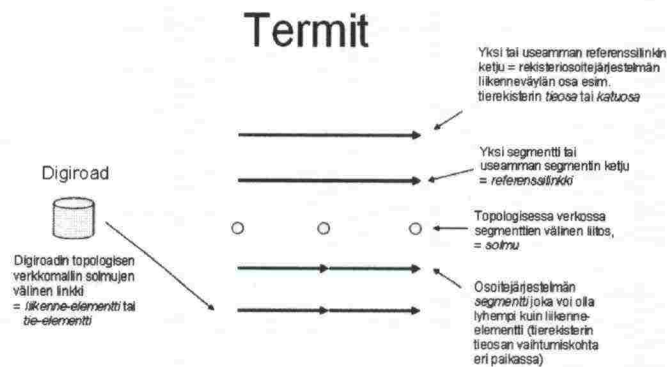 Termit
Yksi tai useamman referenssilinkin
ketju = rekisteriosoitejärjestelmän
liikenneväylän osa esim.
tierekisterin tieosa tai katuosa
Yksi segmentti tai
useamman segmentin ketju
= referenssilinkki
Digiroad
Topologisessa verkossa
segmenttien välinen liitos,
= solmu
Digiroadin topologisen
verkkomallin solmujen
välinen linkki
= liikenne-elementti tai
tie-elementti
Osoitejärjestelmän
segmentti joka voi olla
lyhempi kuin liikenne-
elementti (tierekisterin
tieosan vaihtumiskohta
eri paikassa)